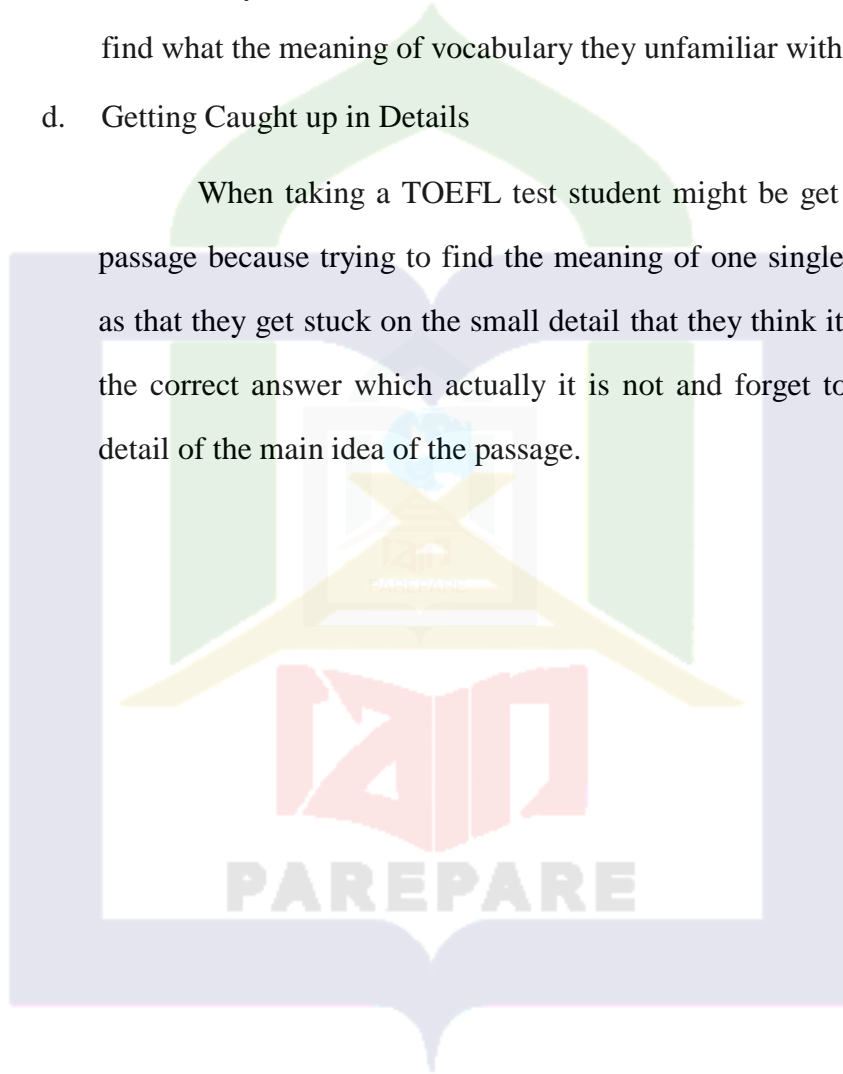 find what the meaning of vocabulary they unfamiliar with
d. Getting Caught up in Details
When taking a TOEFL test student might be get
passage because trying to find the meaning of one single
as that they get stuck on the small detail that they think it
the correct answer which actually it is not and forget to
detail of the main idea of the passage.
PAREPARE
iain
PAREPARE